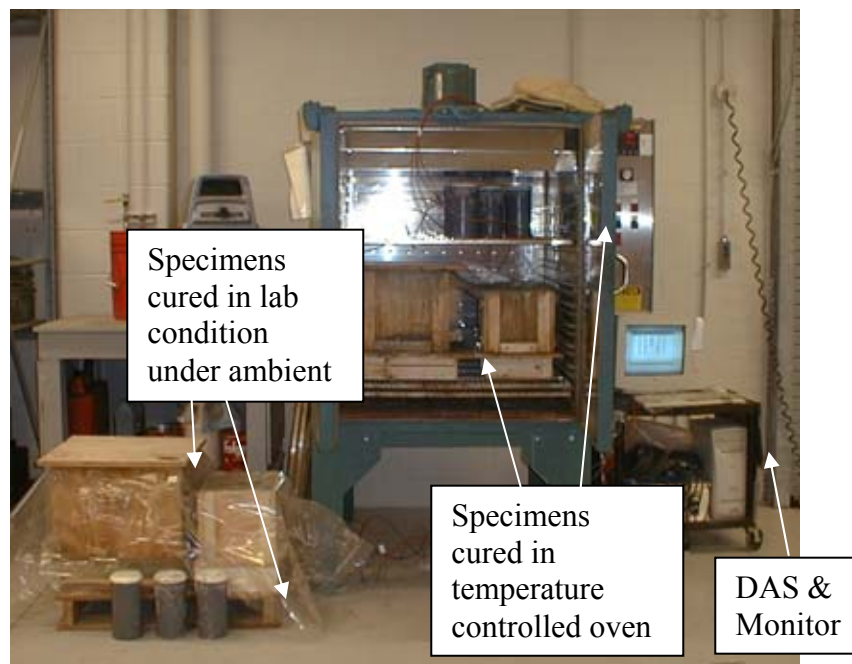 Specimens
cured in lab
condition
under ambient
Specimens
cured in
temperature
controlled oven
DAS &
Monitor